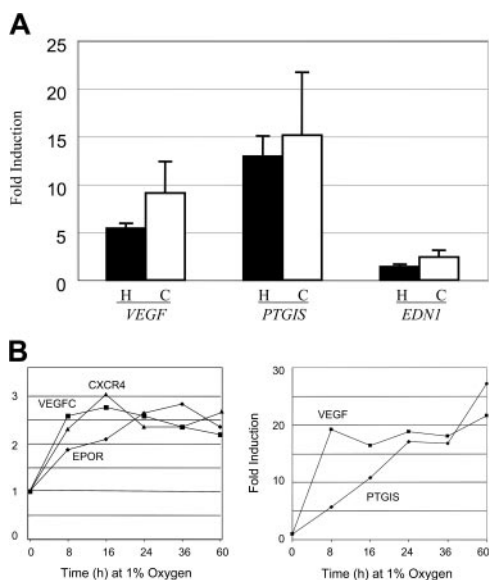 A
Fold Induction
25
20
15
10
5
0
H C H C H C
VEGF PTGIS EDN1
B
3
2
1
0
CXCR4
VEGFC
EPOR
0 8 16 24 36 60
Time (h) at 1% Oxygen
Fold Induction
30
20
10
0
VEGF
PTGIS
0 8 16 24 36 60
Time (h) at 1% Oxygen